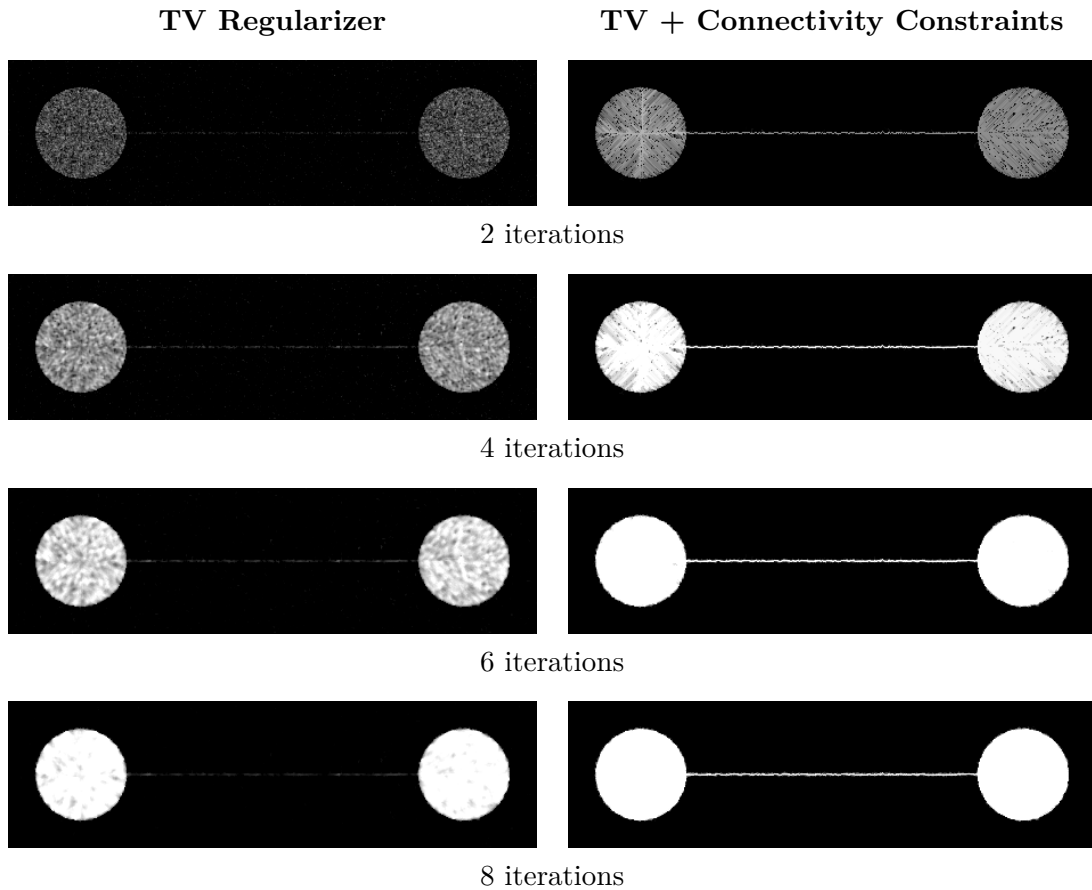 TV Regularizer
TV + Connectivity Constraints
2 iterations
4 iterations
6 iterations
8 iterations